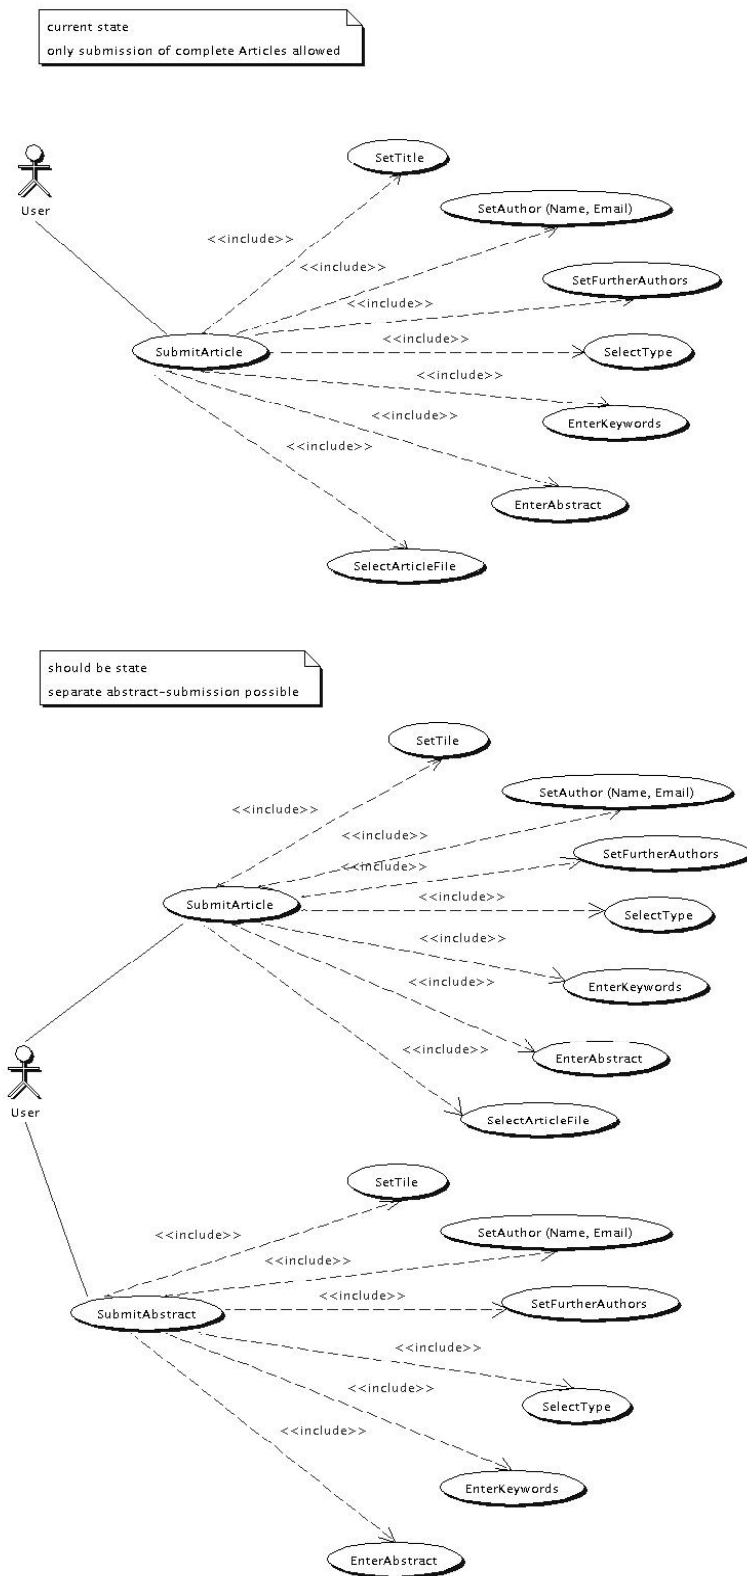 current state
only submission of complete Articles allowed
SetTitle
User
SetAuthor (Name, Email)
<<include>>
<<include>>
SetFurtherAuthors
<<include>>
<<include>>
SubmitArticle
SelectType
<<include>>
<<include>>
EnterKeywords
<<include>>
EnterAbstract
SelectArticleFile
should be state
separate abstract-submission possible
SetTile
SetAuthor (Name, Email)
<<include>>
<<include>>
SetFurtherAuthors
<<include>>
<<include>>
SubmitArticle
SelectType
<<include>>
<<include>>
EnterKeywords
<<include>>
EnterAbstract
User
SelectArticleFile
SetTile
<<include>>
SetAuthor (Name, Email)
<<include>>
<<include>>
SetFurtherAuthors
SubmitAbstract
<<include>>
<<include>>
SelectType
<<include>>
EnterKeywords
EnterAbstract